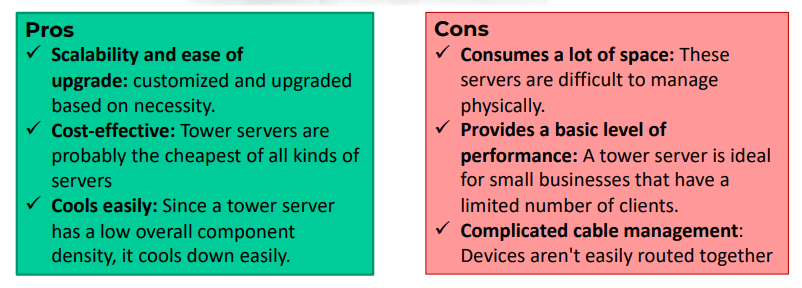 Pros
✓ Scalability and ease of
upgrade: customized and upgraded
based on necessity.
✓ Cost-effective: Tower servers are
probably the cheapest of all kinds of
servers
✓ Cools easily: Since a tower server
has a low overall component
density, it cools down easily.
Cons
✓ Consumes a lot of space: These
servers are difficult to manage
physically.
✓ Provides a basic level of
performance: A tower server is ideal
for small businesses that have a
limited number of clients.
✓ Complicated cable management:
Devices aren't easily routed together